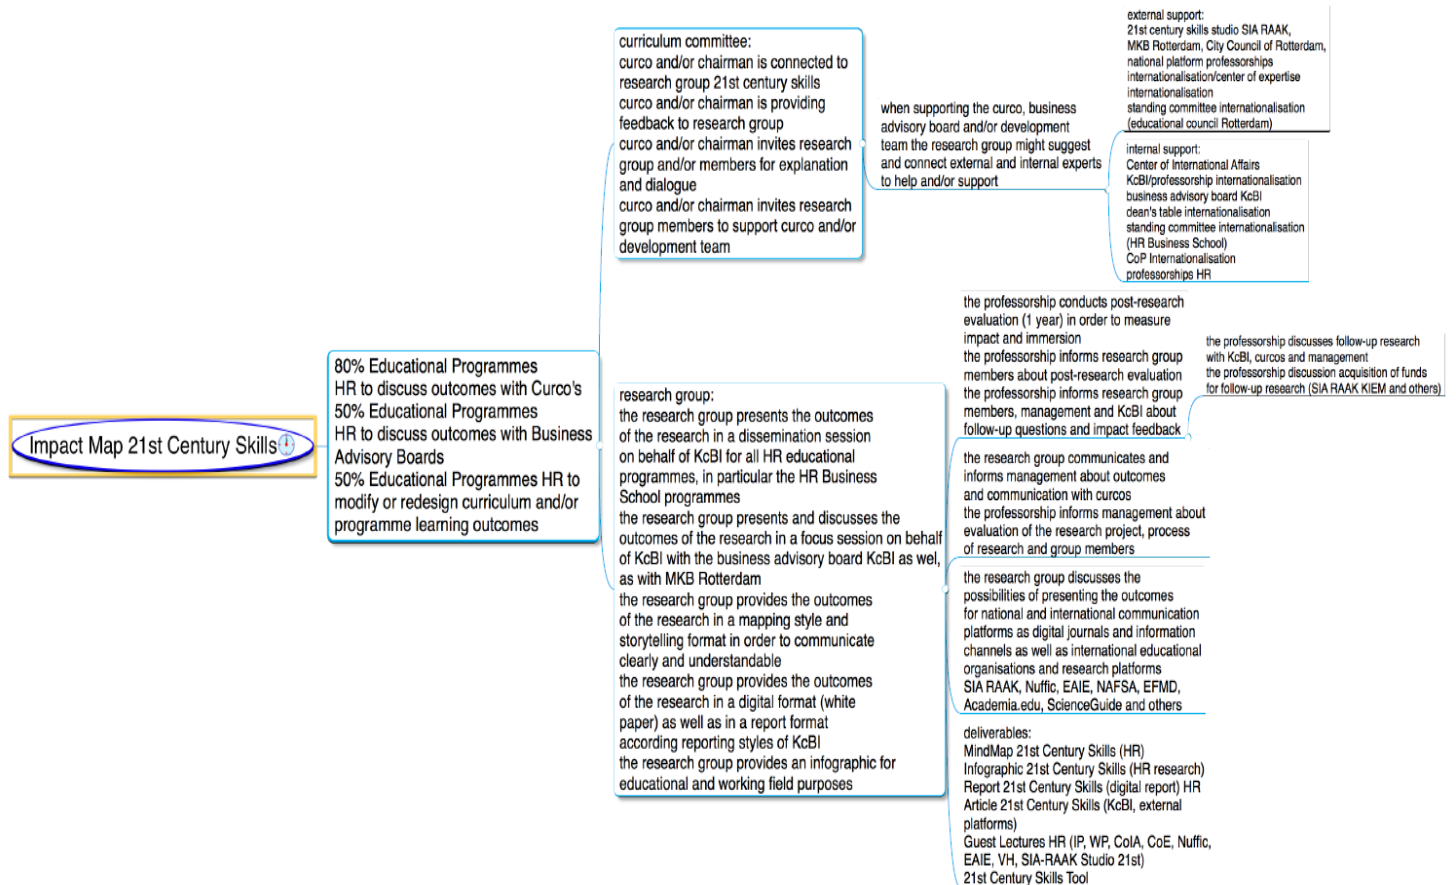 Impact Map 21st Century Skills
80% Educational Programmes
HR to discuss outcomes with Curco's
50% Educational Programmes
HR to discuss outcomes with Business
Advisory Boards
50% Educational Programmes HR to
modify or redesign curriculum and/or
programme learning outcomes
curriculum committee:
curco and/or chairman is connected to
research group 21st century skills
curco and/or chairman is providing
feedback to research group
curco and/or chairman invites research
group and/or members for explanation
and dialogue
curco and/or chairman invites research
group members to support curco and/or
development team
when supporting the curco, business
advisory board and/or development
team the research group might suggest
and connect external and internal experts
to help and/or support
external support:
21st century skills studio SIA RAAK,
MKB Rotterdam, City Council of Rotterdam,
national platform professorships
internationalisation/center of expertise
internationalisation
standing committee internationalisation
(educational council Rotterdam)
internal support:
Center of International Affairs
KcBI/professorship internationalisation
business advisory board KcBI
dean's table internationalisation
standing committee internationalisation
(HR Business School)
CoP Internationalisation
professorships HR
research group:
the research group presents the outcomes
of the research in a dissemination session
on behalf of KcBI for all HR educational
programmes, in particular the HR Business
School programmes
the research group presents and discusses the
outcomes of the research in a focus session on behalf
of KcBI with the business advisory board KcBI as wel,
as with MKB Rotterdam
the research group provides the outcomes
of the research in a mapping style and
storytelling format in order to communicate
clearly and understandable
the research group provides the outcomes
of the research in a digital format (white
paper) as well as in a report format
according reporting styles of KcBI
the research group provides an infographic for
educational and working field purposes
the professorship conducts post-research
evaluation (1 year) in order to measure
impact and immersion
the professorship informs research group
members about post-research evaluation
the professorship informs research group
members, management and KcBI about
follow-up questions and impact feedback
the professorship discusses follow-up research
with KcBI, curcos and management
the professorship discussion acquisition of funds
for follow-up research (SIA RAAK KIEM and others)
the research group communicates and
informs management about outcomes
and communication with curcos
the professorship informs management about
evaluation of the research project, process
of research and group members
the research group discusses the
possibilities of presenting the outcomes
for national and international communication
platforms as digital journals and information
channels as well as international educational
organisations and research platforms
SIA RAAK, Nuffic, EAIE, NAFSA, EFMD,
Academia.edu, ScienceGuide and others
deliverables:
MindMap 21st Century Skills (HR)
Infographic 21st Century Skills (HR research)
Report 21st Century Skills (digital report) HR
Article 21st Century Skills (KcBI, external
platforms)
Guest Lectures HR (IP, WP, CoIA, CoE, Nuffic,
EAIE, VH, SIA-RAAK Studio 21st)
21st Century Skills Tool